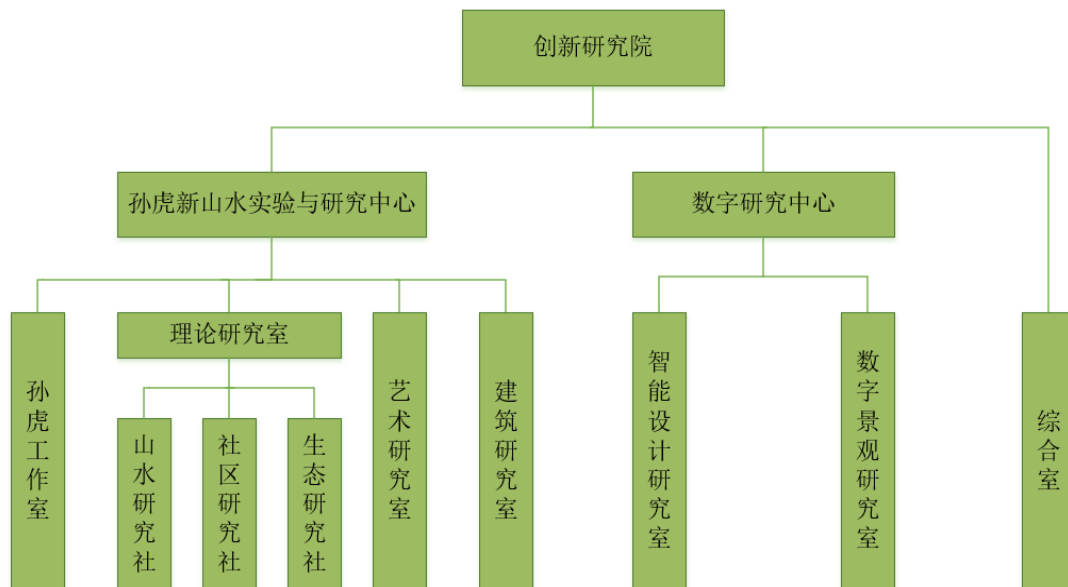 创新研究院
孙虎新山水实验与研究中心
数字研究中心
孙虎工作室
理论研究室
山水研究社
社区研究社
生态研究社
艺术研究室
建筑研究室
智能设计研究室
数字景观研究室
综合室